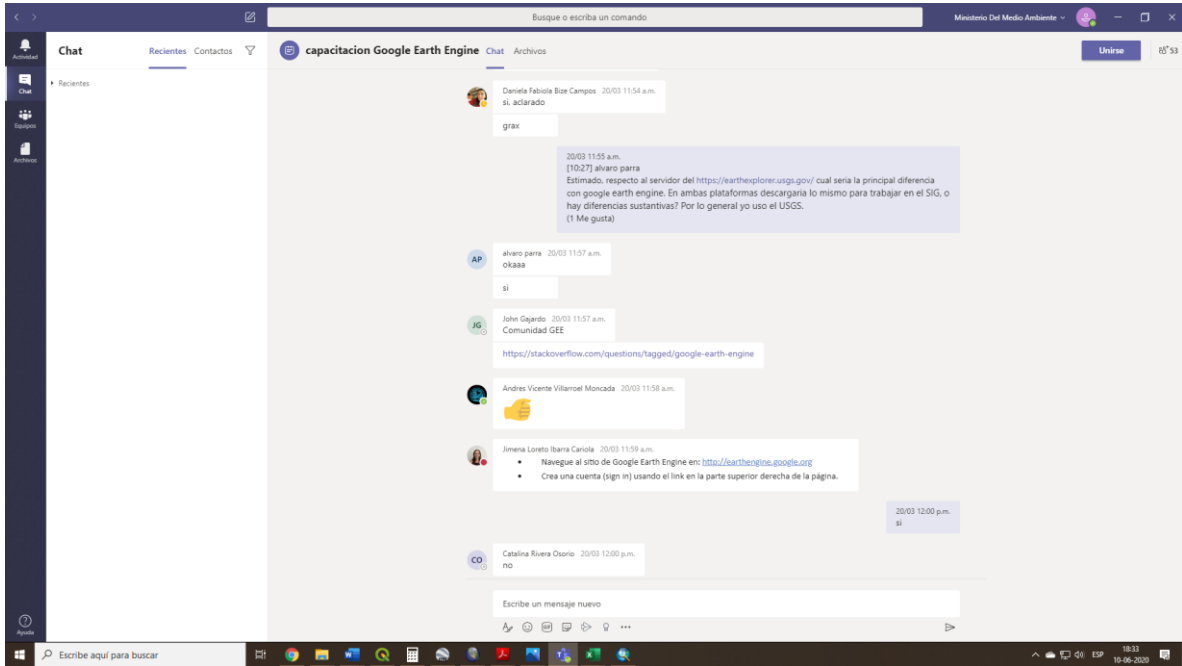 Busque o escriba un comando
Ministerio Del Medio Ambiente
Actividad
Chat
Equipos
Archivos
Ayuda
Chat
Recientes
Contactos
Recientes
capacitacion Google Earth Engine
Chat
Archivos
Unirse
53
Daniela Fabiola Bize Campos 20/03 11:54 a.m.
si, aclarado
grax
20/03 11:55 a.m.
[10:27] alvaro parra
Estimado, respecto al servidor del https://earthexplorer.usgs.gov/ cual seria la principal diferencia
con google earth engine. En ambas plataformas descargaria lo mismo para trabajar en el SIG, o
hay diferencias sustantivas? Por lo general yo uso el USGS.
(1 Me gusta)
AP
alvaro parra 20/03 11:57 a.m.
okaaa
si
JG
John Gajardo 20/03 11:57 a.m.
Comunidad GEE
https://stackoverflow.com/questions/tagged/google-earth-engine
Andres Vicente Villarroel Moncada 20/03 11:58 a.m.
Jimena Loreto Ibarra Cariola 20/03 11:59 a.m.
• Navegue al sitio de Google Earth Engine en: http://earthengine.google.org
• Crea una cuenta (sign in) usando el link en la parte superior derecha de la página.
20/03 12:00 p.m.
si
CO
Catalina Rivera Osorio 20/03 12:00 p.m.
no
Escribe un mensaje nuevo
GIF
Escribe aquí para buscar
ESP
18:33
10-06-2020